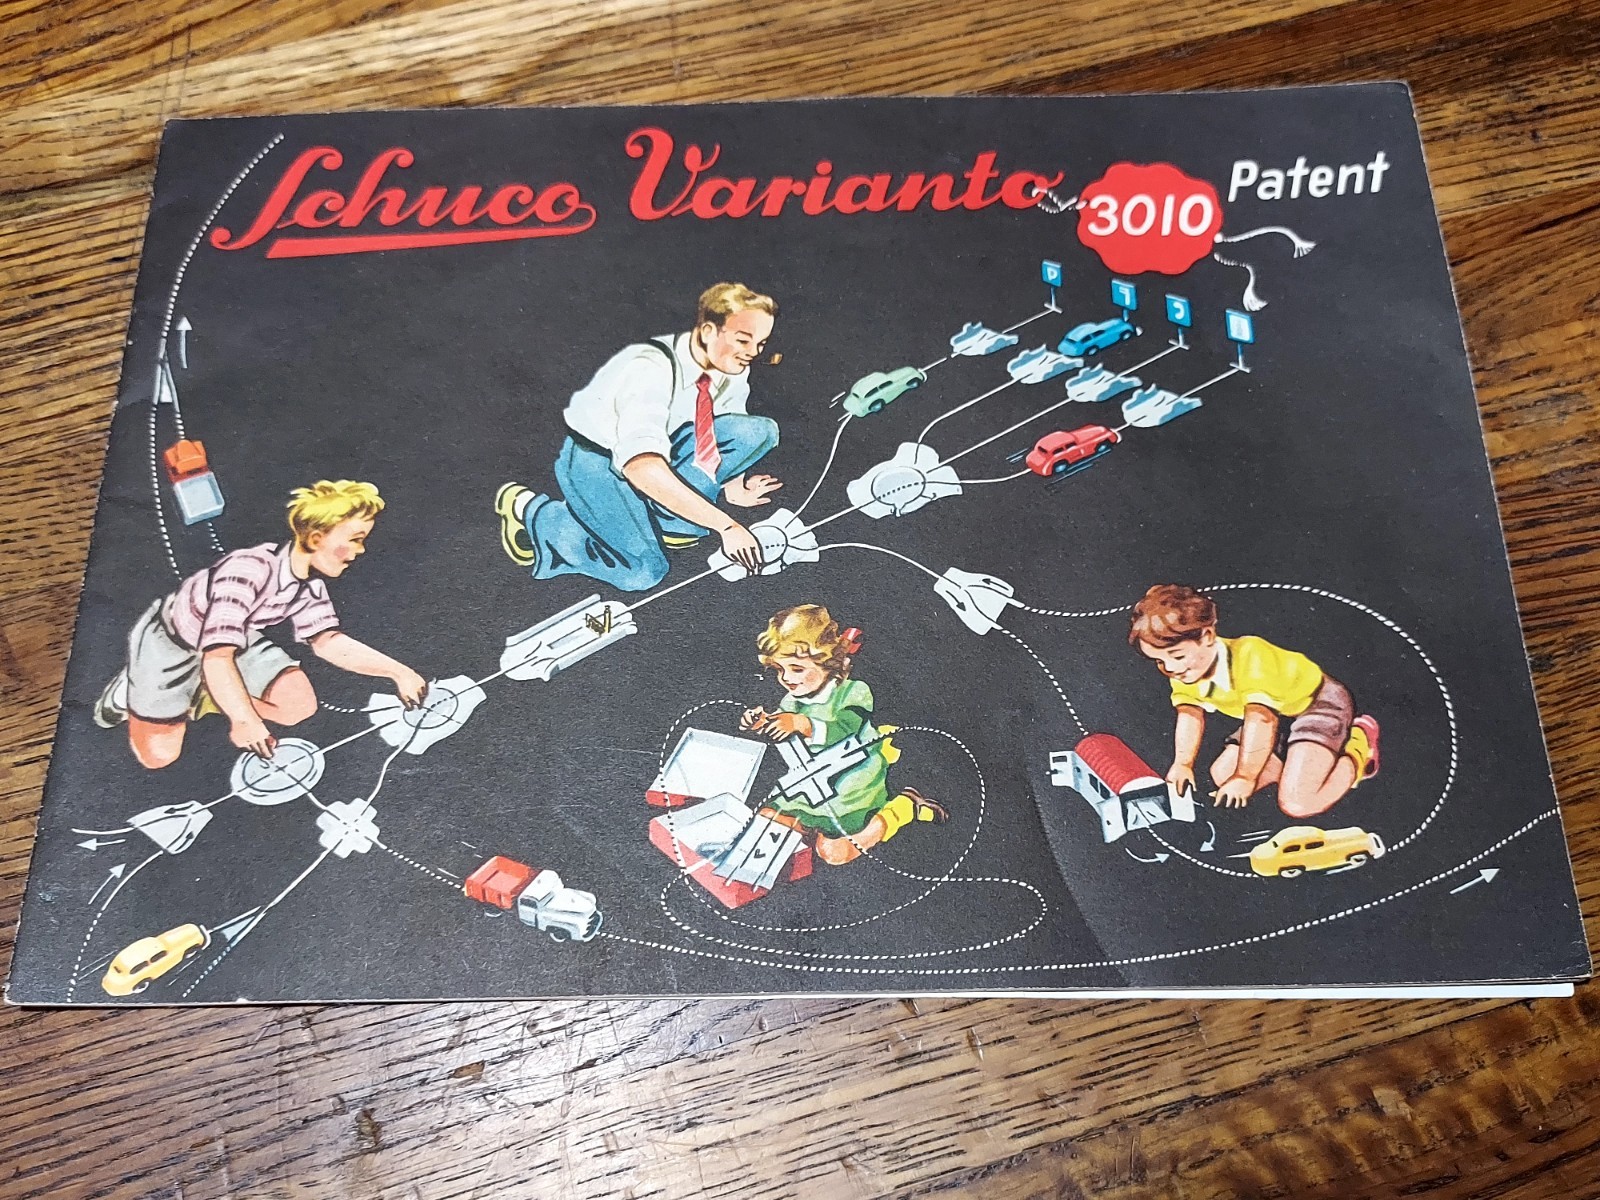 Schuco Varianto 3010 Patent